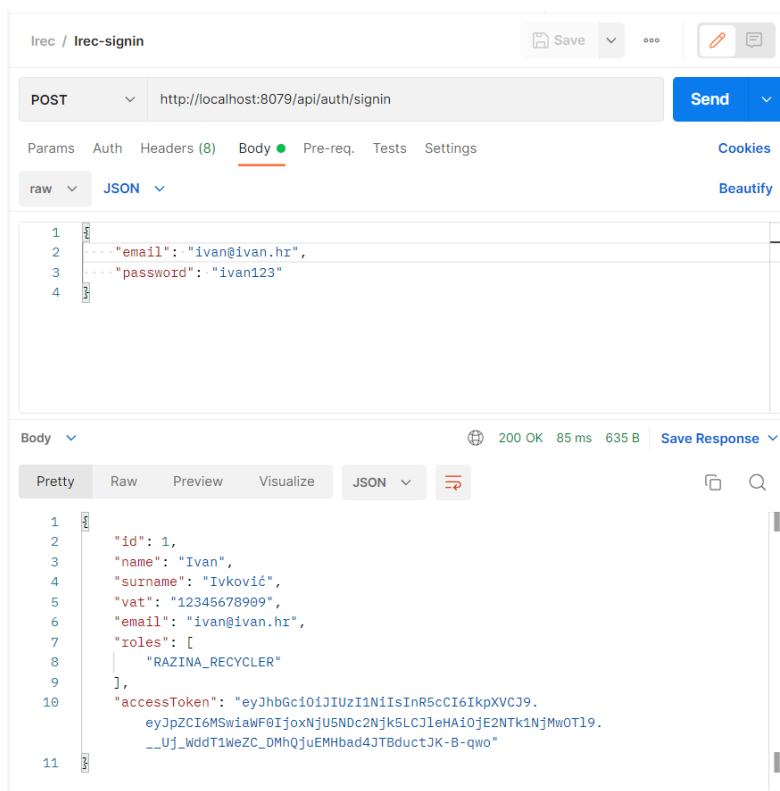 Irec / Irec-signin
Save
POST http://localhost:8079/api/auth/signin Send
Params Auth Headers (8) Body Pre-req. Tests Settings Cookies
raw JSON Beautify
1 {
2 "email": "ivan@ivan.hr",
3 "password": "ivan123"
4 }
Body 200 OK 85 ms 635 B Save Response
Pretty Raw Preview Visualize JSON
1 {
2 "id": 1,
3 "name": "Ivan",
4 "surname": "Ivković",
5 "vat": "12345678909",
6 "email": "ivan@ivan.hr",
7 "roles": [
8 "RAZINA_RECYCLER"
9 ],
10 "accessToken": "eyJhbGciOiJIUzI1NiIsInR5cCI6IkpXVCJ9.
eyJpZCI6MSwiaWF0IjoxNjU5NDc2Njk5LCJleHAiOjE2NTk1NjMwOTl9.
__Uj_WddT1WeZC_DMhQjuEMHbad4JTBductJK-B-qwo"
11 }